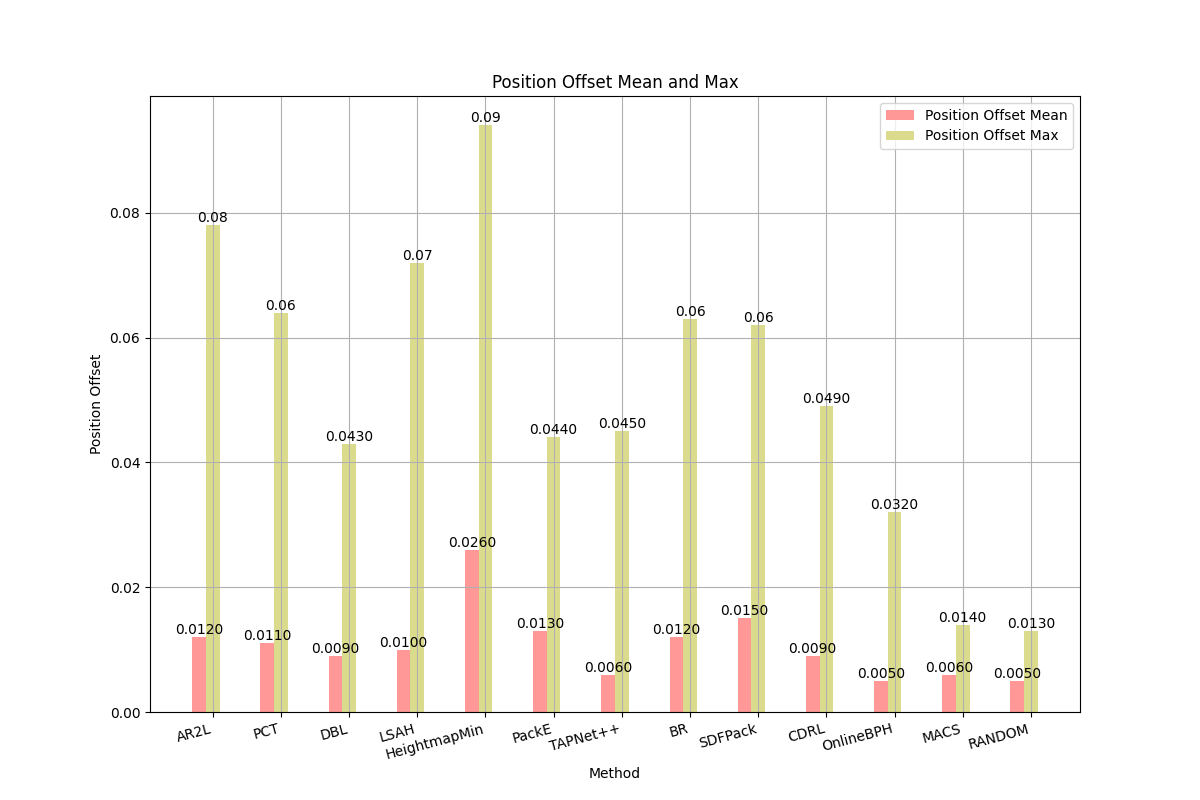 Position Offset Mean and Max
Position Offset Mean
Position Offset Max
Position Offset
0.08
0.06
0.04
0.02
0.00
0.0120
0.08
0.0110
0.06
0.0090
0.0430
0.0100
0.07
0.0260
0.09
0.0130
0.0440
0.0060
0.0450
0.0120
0.06
0.0150
0.06
0.0090
0.0490
0.0050
0.0320
0.0060
0.0140
0.0050
0.0130
AR2L
PCT
DBL
LSAH
HeightmapMin
PackE
TAPNet++
BR
SDFPack
CDRL
OnlineBPH
MACS
RANDOM
Method